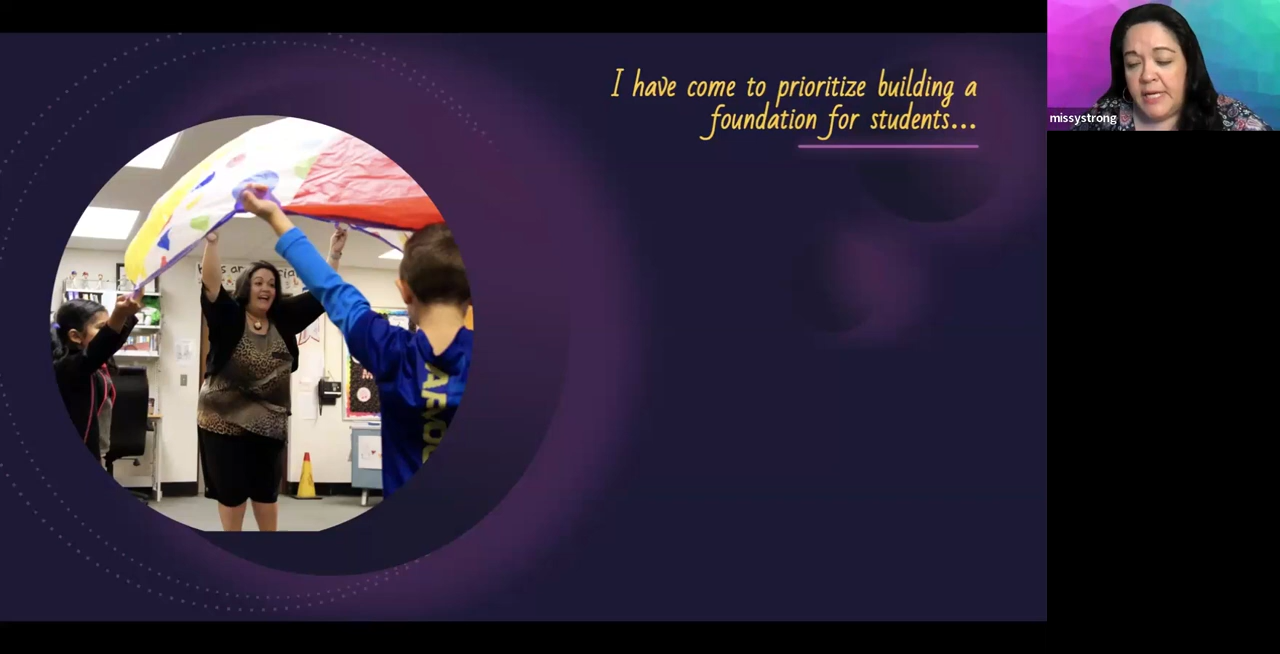 I have come to prioritize building a
foundation for students...
missystrong